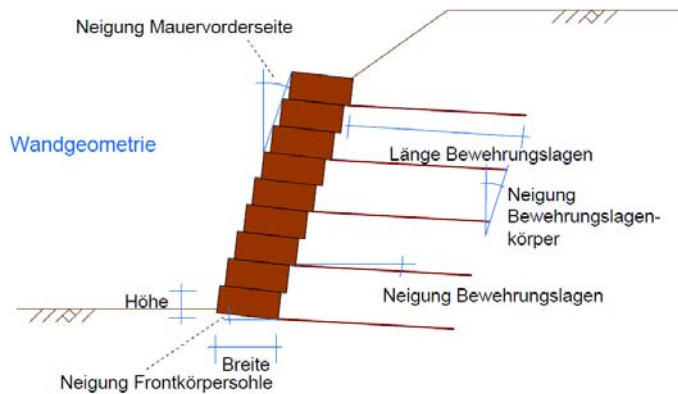 Neigung Mauervorderseite
Wandgeometrie
Länge Bewehrungslagen
Neigung
Bewehrungslagen-
körper
Neigung Bewehrungslagen
Höhe
Breite
Neigung Frontkörpersohle